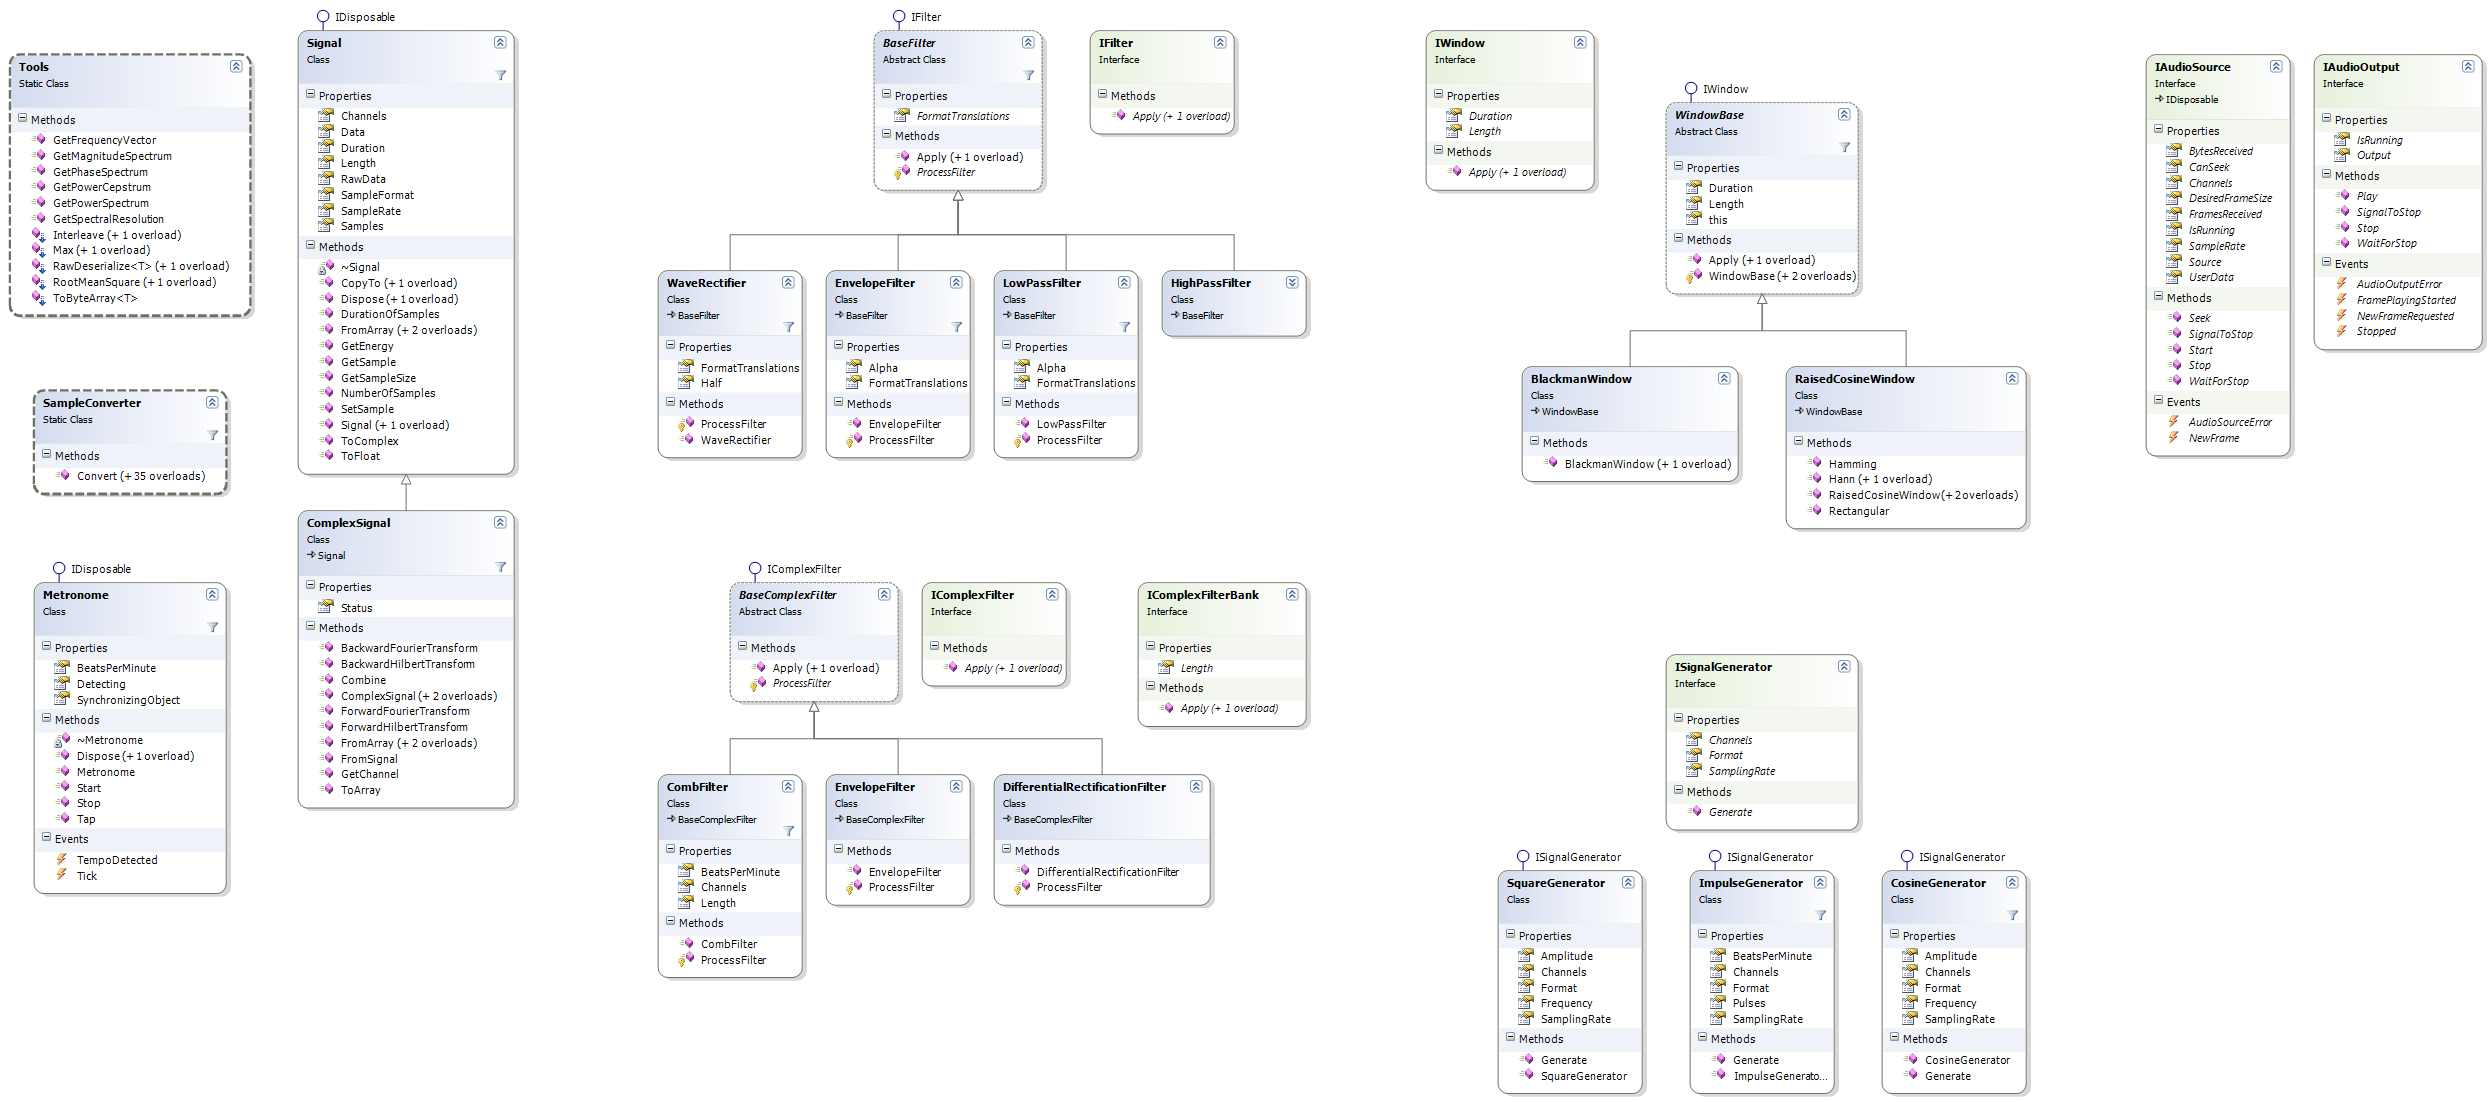 Tools
Static Class
Methods
GetFrequencyVector
GetMagnitudeSpectrum
GetPhaseSpectrum
GetPowerCepstrum
GetPowerSpectrum
GetSpectralResolution
Interleave (+ 1 overload)
Max (+ 1 overload)
RawDeserialize<T> (+ 1 overload)
RootMeanSquare (+ 1 overload)
ToByteArray<T>
SampleConverter
Static Class
Methods
Convert (+ 35 overloads)
IDisposable
Metronome
Class
Properties
BeatsPerMinute
Detecting
SynchronizingObject
Methods
~Metronome
Dispose (+ 1 overload)
Metronome
Start
Stop
Tap
Events
TempoDetected
Tick
IDisposable
Signal
Class
Properties
Channels
Data
Duration
Length
RawData
SampleFormat
SampleRate
Samples
Methods
~Signal
CopyTo (+ 1 overload)
Dispose (+ 1 overload)
DurationOfSamples
FromArray (+ 2 overloads)
GetEnergy
GetSample
GetSampleSize
NumberOfSamples
SetSample
Signal (+ 1 overload)
ToComplex
ToFloat
ComplexSignal
Class
Signal
Properties
Status
Methods
BackwardFourierTransform
BackwardHilbertTransform
Combine
ComplexSignal (+ 2 overloads)
ForwardFourierTransform
ForwardHilbertTransform
FromArray (+ 2 overloads)
FromSignal
GetChannel
ToArray
IFilter
BaseFilter
Abstract Class
Properties
FormatTranslations
Methods
Apply (+ 1 overload)
ProcessFilter
IFilter
Interface
Methods
Apply (+ 1 overload)
WaveRectifier
Class
BaseFilter
Properties
FormatTranslations
Half
Methods
ProcessFilter
WaveRectifier
EnvelopeFilter
Class
BaseFilter
Properties
Alpha
FormatTranslations
Methods
EnvelopeFilter
ProcessFilter
LowPassFilter
Class
BaseFilter
Properties
Alpha
FormatTranslations
Methods
LowPassFilter
ProcessFilter
HighPassFilter
Class
BaseFilter
IComplexFilter
BaseComplexFilter
Abstract Class
Methods
Apply (+ 1 overload)
ProcessFilter
IComplexFilter
Interface
Methods
Apply (+ 1 overload)
IComplexFilterBank
Interface
Properties
Length
Methods
Apply (+ 1 overload)
CombFilter
Class
BaseComplexFilter
Properties
BeatsPerMinute
Channels
Length
Methods
CombFilter
ProcessFilter
EnvelopeFilter
Class
BaseComplexFilter
Methods
EnvelopeFilter
ProcessFilter
DifferentialRectificationFilter
Class
BaseComplexFilter
Methods
DifferentialRectificationFilter
ProcessFilter
IWindow
Interface
Properties
Duration
Length
Methods
Apply (+ 1 overload)
IWindow
WindowBase
Abstract Class
Properties
Duration
Length
this
Methods
Apply (+ 1 overload)
WindowBase (+ 2 overloads)
BlackmanWindow
Class
WindowBase
Methods
BlackmanWindow (+ 1 overload)
RaisedCosineWindow
Class
WindowBase
Methods
Hamming
Hann (+ 1 overload)
RaisedCosineWindow (+ 2 overloads)
Rectangular
ISignalGenerator
Interface
Properties
Channels
Format
SamplingRate
Methods
Generate
ISignalGenerator
SquareGenerator
Class
Properties
Amplitude
Channels
Format
Frequency
SamplingRate
Methods
Generate
SquareGenerator
ISignalGenerator
ImpulseGenerator
Class
Properties
BeatsPerMinute
Channels
Format
Pulses
SamplingRate
Methods
Generate
ImpulseGenerato...
ISignalGenerator
CosineGenerator
Class
Properties
Amplitude
Channels
Format
Frequency
SamplingRate
Methods
CosineGenerator
Generate
IAudioSource
Interface
IDisposable
Properties
BytesReceived
CanSeek
Channels
DesiredFrameSize
FramesReceived
IsRunning
SampleRate
Source
UserData
Methods
Seek
SignalToStop
Start
Stop
WaitForStop
Events
AudioSourceError
NewFrame
IAudioOutput
Interface
Properties
IsRunning
Output
Methods
Play
SignalToStop
Stop
WaitForStop
Events
AudioOutputError
FramePlayingStarted
NewFrameRequested
Stopped